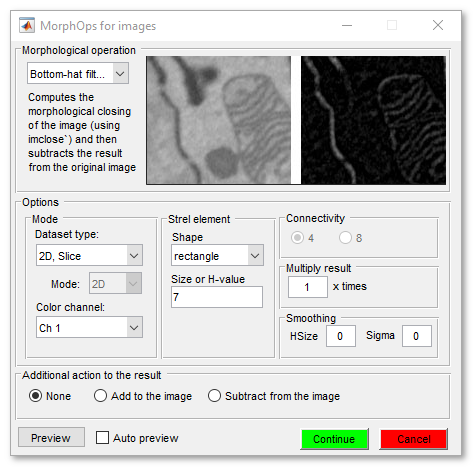 MorphOps for images
Morphological operation
Bottom-hat filt...
Computes the
morphological closing
of the image (using
imclose`) and then
subtracts the result
from the original image
Options
Mode
Dataset type:
2D, Slice
Mode: 2D
Color channel:
Ch 1
Strel element
Shape
rectangle
Size or H-value
7
Connectivity
4 8
Multiply result
1 x times
Smoothing
HSize 0 Sigma 0
Additional action to the result
None Add to the image Subtract from the image
Preview Auto preview Continue Cancel